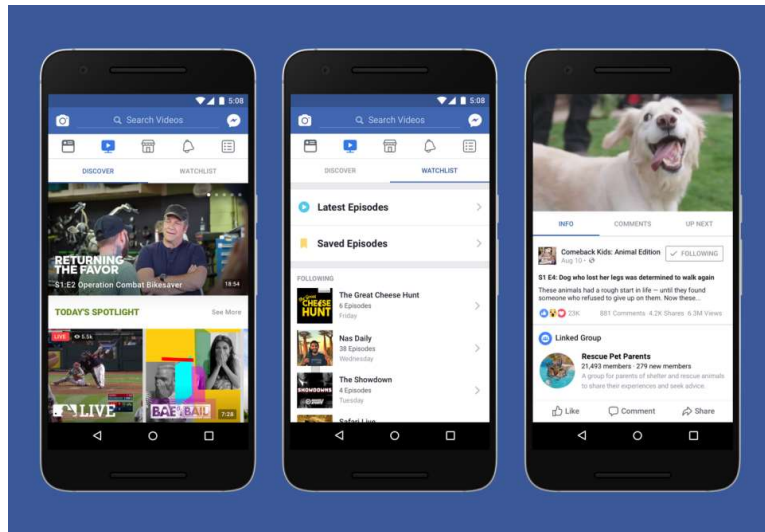 5:08
Search Videos
DISCOVER
WATCHLIST
RETURNING
THE FAVOR
S1:E2 Operation Combat Bikesaver
18:54
TODAY'S SPOTLIGHT
See More
LIVE
5.5k
LIVE
BAE or BAIL
7:28
5:08
Search Videos
DISCOVER
WATCHLIST
Latest Episodes
Saved Episodes
FOLLOWING
CHEESE
HUNT
The Great Cheese Hunt
6 Episodes
Friday
Nas Daily
38 Episodes
Wednesday
SHOWDOWNS
The Showdown
4 Episodes
Tuesday
Safari Live
INFO
COMMENTS
UP NEXT
Comeback Kids: Animal Edition
Aug 10 ·
FOLLOWING
S1 E4: Dog who lost her legs was determined to walk again
These animals had a rough start in life — until they found
someone who refused to give up on them. Now these...
23K
881 Comments · 4.2K Shares · 6.3M Views
Linked Group
Rescue Pet Parents
21,493 members · 279 new members
A group for parents of shelter and rescue animals
to share their experiences and seek advice.
Like
Comment
Share